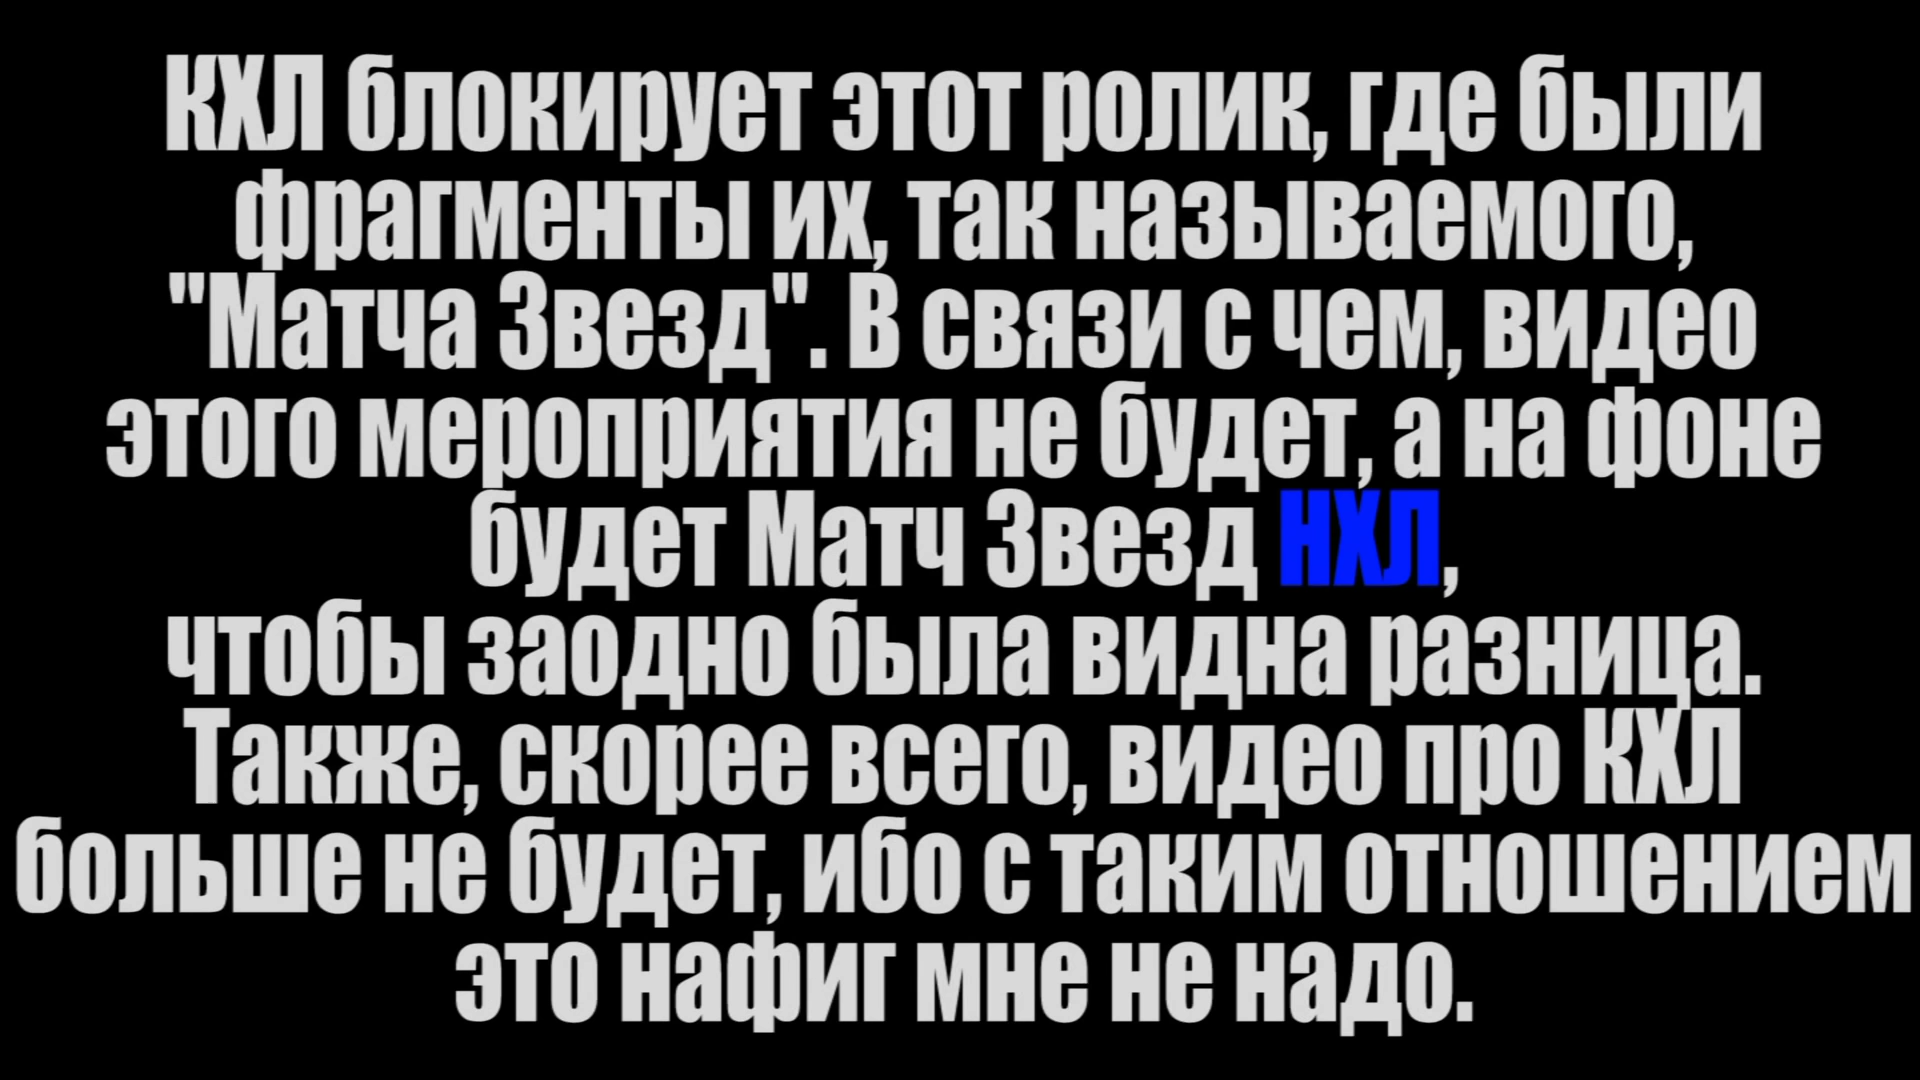 КХЛ блокирует этот ролик, где были
фрагменты их, так называемого,
"Матча Звезд". В связи с чем, видео
этого мероприятия не будет, а на фоне
будет Матч Звезд НХЛ,
чтобы заодно была видна разница.
Также, скорее всего, видео про КХЛ
больше не будет, ибо с таким отношением
это нафиг мне не надо.